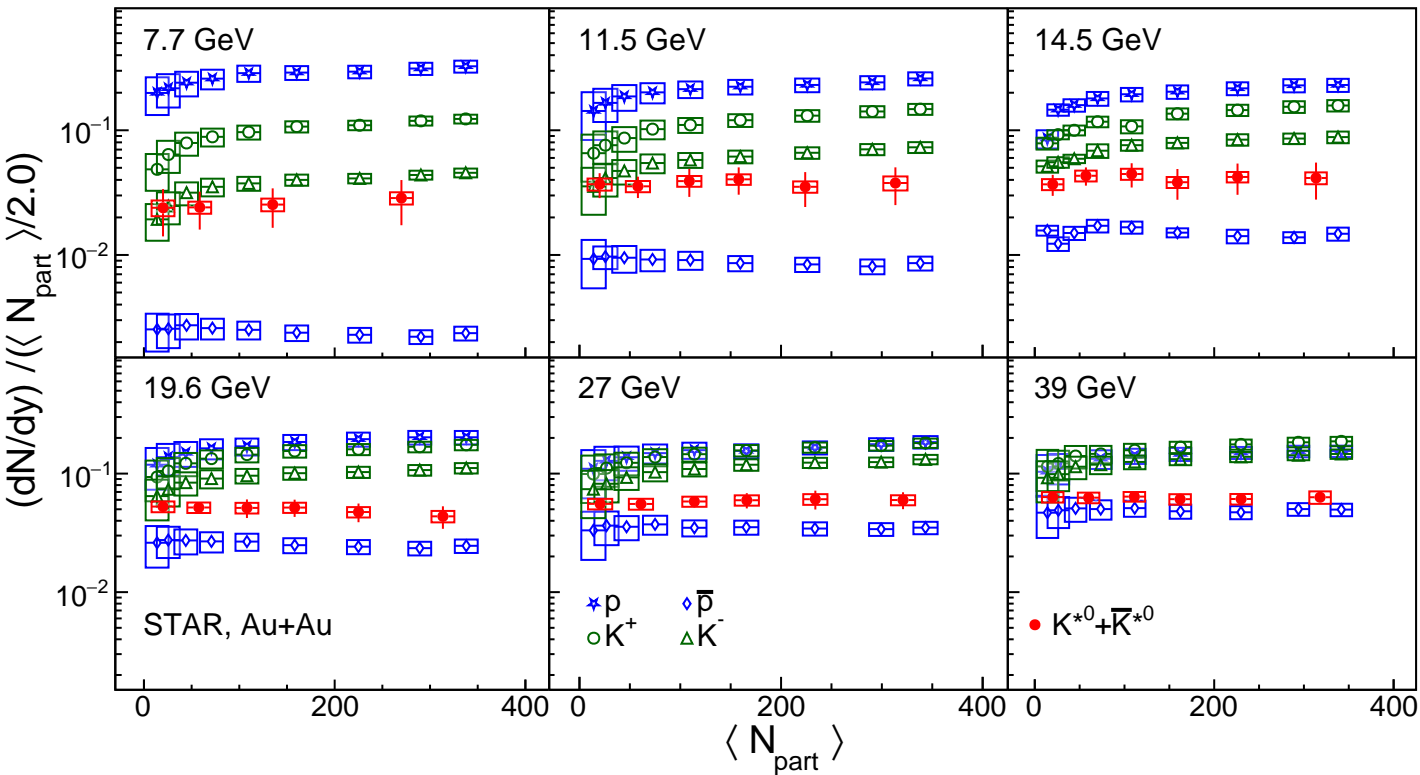 7.7 GeV
11.5 GeV
14.5 GeV
10⁻¹
10⁻²
(dN/dy) /(⟨ N_part ⟩/2.0)
19.6 GeV
27 GeV
39 GeV
10⁻¹
10⁻²
STAR, Au+Au
p
p̅
K⁺
K⁻
K*⁰+K̅*⁰
0 200 400
0 200 400
0 200 400
⟨ N_part ⟩